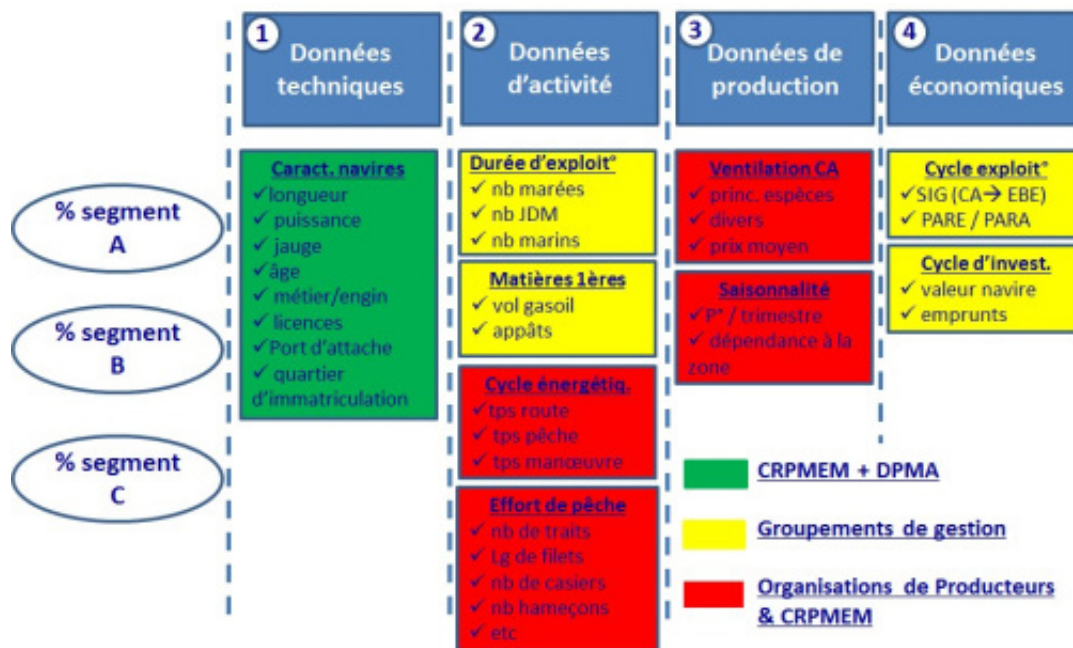 1
Données
techniques
2
Données
d'activité
3
Données de
production
4
Données
économiques
% segment
A
% segment
B
% segment
C
Caract. navires
✓longueur
✓ puissance
✓ jauge
✓âge
✓ métier/engin
✓ licences
✓Port d'attache
✓ quartier
d'immatriculation
Durée d'exploit°
✓ nb marées
✓ nb JDM
✓ nb marins
Matières 1ères
✓ vol gasoil
✓ appâts
Cycle énergétiq.
✓tps route
✓ tps pêche
✓ tps manœuvre
Effort de pêche
✓ nb de traits
✓ Lg de filets
✓ nb de casiers
✓ nb hameçons
✓ etc
Ventilation CA
✓ princ. espèces
✓ divers
✓ prix moyen
Saisonnalité
✓P° / trimestre
✓ dépendance à la
zone
Cycle exploit°
✓SIG (CA→ EBE)
✓ PARE / PARA
Cycle d'invest.
✓ valeur navire
✓ emprunts
CRPMEM + DPMA
Groupements de gestion
Organisations de Producteurs
& CRPMEM